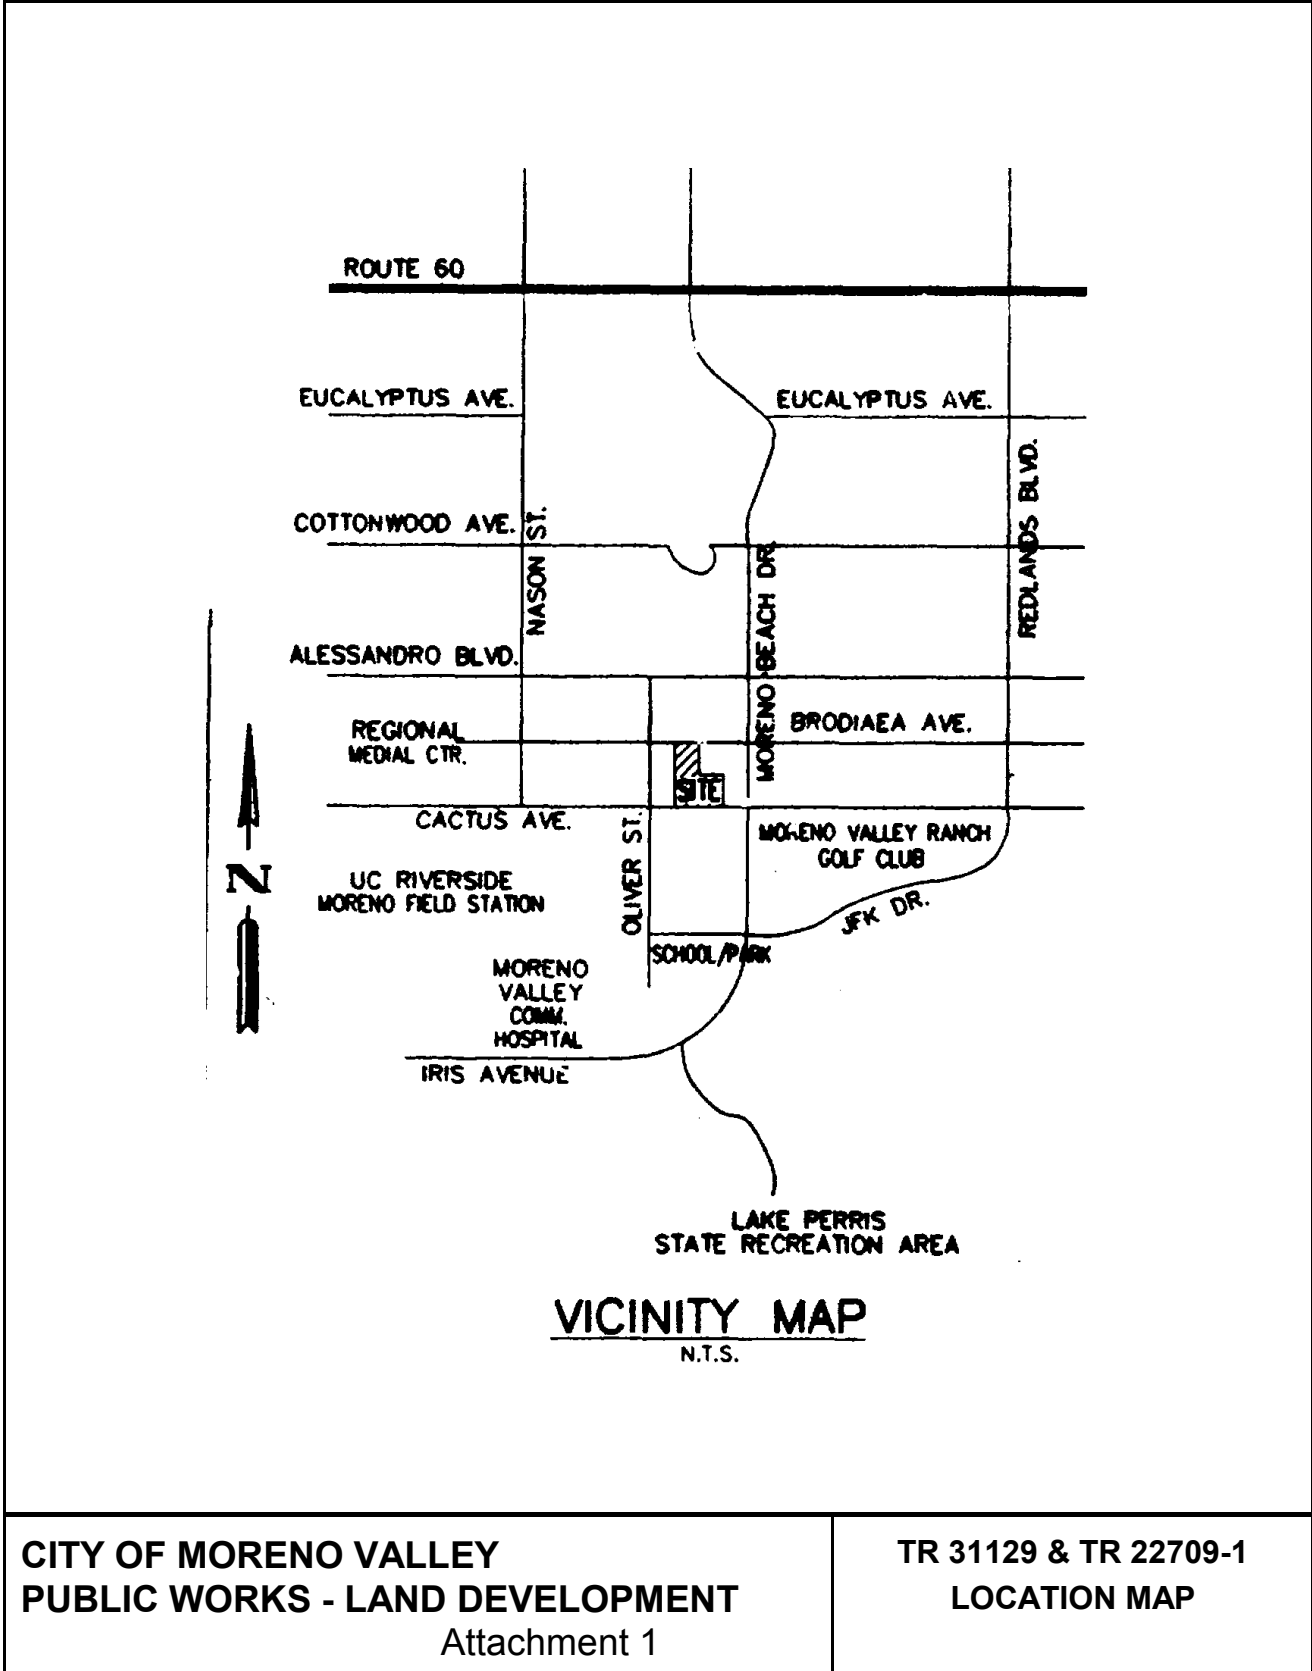 ROUTE 60
EUCALYPTUS AVE.
EUCALYPTUS AVE.
REDLANDS BLVD.
COTTONWOOD AVE.
NASON ST.
MORENO BEACH DR.
ALESSANDRO BLVD.
REGIONAL
MEDIAL CTR.
BRODIAEA AVE.
SITE
CACTUS AVE.
OLIVER ST.
MORENO VALLEY RANCH
GOLF CLUB
N
UC RIVERSIDE
MORENO FIELD STATION
JFK DR.
SCHOOL/PARK
MORENO
VALLEY
COMM.
HOSPITAL
IRIS AVENUE
LAKE PERRIS
STATE RECREATION AREA
VICINITY MAP
N.T.S.
CITY OF MORENO VALLEY
PUBLIC WORKS - LAND DEVELOPMENT
Attachment 1
TR 31129 & TR 22709-1
LOCATION MAP